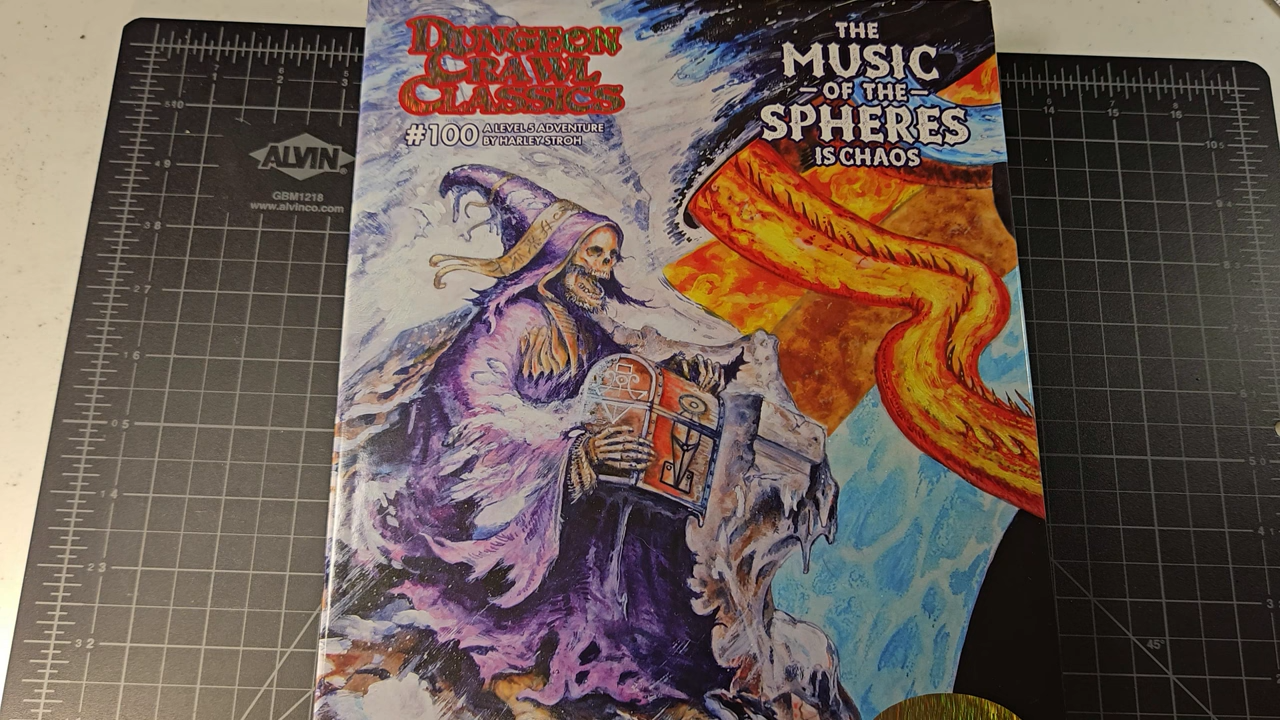 DUNGEON
CRAWL
CLASSICS
#100 A LEVEL 5 ADVENTURE
BY HARLEY STROH
THE
MUSIC
- OF THE -
SPHERES
IS CHAOS
ALVIN®
GBM1218
www.alvinco.com
45°